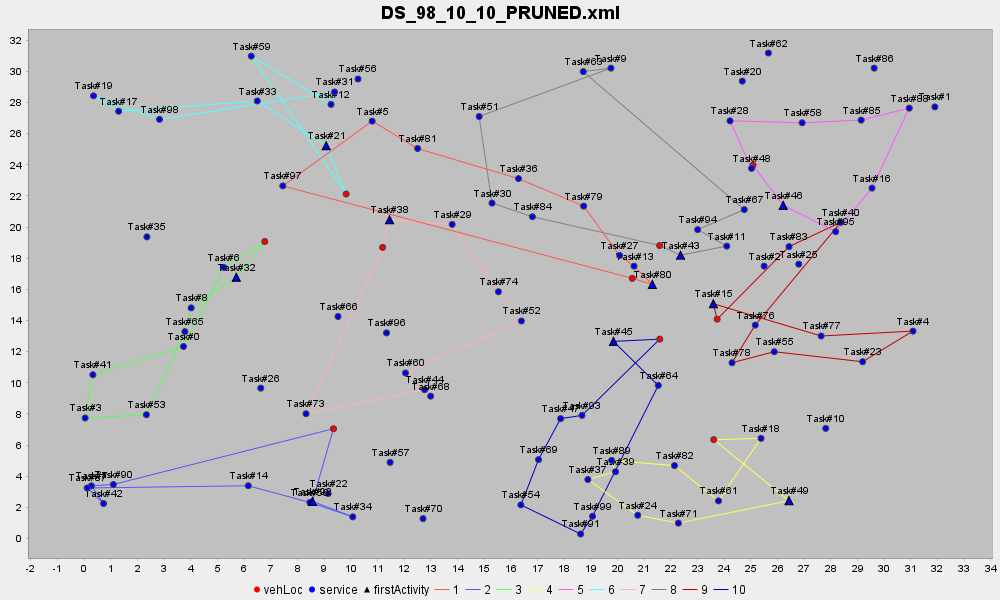 DS_98_10_10_PRUNED.xml
32
30
28
26
24
22
20
18
16
14
12
10
8
6
4
2
0
Task#59
Task#62
Task#9
Task#86
Task#56
Task#20
Task#31
Task#19
Task#33
Task#12
Task#17
Task#98
Task#51
Task#5
Task#28
Task#58
Task#85
Task#1
Task#21
Task#81
Task#48
Task#97
Task#36
Task#16
Task#30
Task#79
Task#46
Task#67
Task#38
Task#29
Task#84
Task#40
Task#95
Task#94
Task#35
Task#83
Task#11
Task#43
Task#27
Task#6
Task#32
Task#13
Task#2
Task#25
Task#80
Task#74
Task#8
Task#15
Task#66
Task#52
Task#76
Task#65
Task#96
Task#77
Task#4
Task#0
Task#45
Task#55
Task#78
Task#23
Task#41
Task#60
Task#44
Task#68
Task#26
Task#64
Task#3
Task#53
Task#73
Task#93
Task#10
Task#18
Task#57
Task#69
Task#89
Task#82
Task#39
Task#37
Task#90
Task#14
Task#22
Task#42
Task#54
Task#61
Task#49
Task#34
Task#70
Task#99
Task#24
Task#71
Task#91
-2 -1 0 1 2 3 4 5 6 7 8 9 10 11 12 13 14 15 16 17 18 19 20 21 22 23 24 25 26 27 28 29 30 31 32 33 34
vehLoc service firstActivity 1 2 3 4 5 6 7 8 9 10